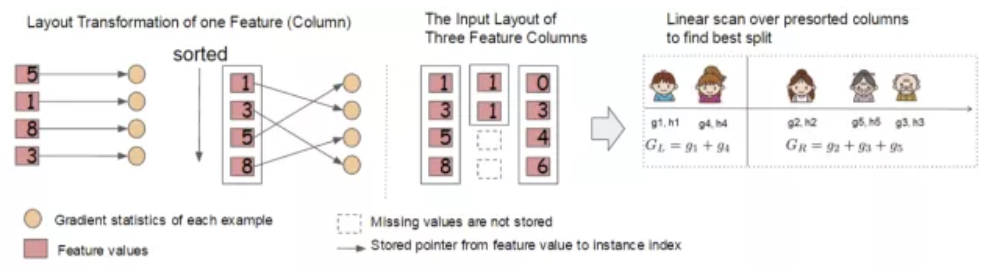 Layout Transformation of one Feature (Column)
The Input Layout of
Three Feature Columns
Linear scan over presorted columns
to find best split
sorted
5
1
8
3
1
3
5
8
1
3
5
8
1
1
0
3
4
6
g1, h1
g4, h4
g2, h2
g5, h5
g3, h3
G_L = g_1 + g_4
G_R = g_2 + g_3 + g_5
Gradient statistics of each example
Feature values
Missing values are not stored
Stored pointer from feature value to instance index